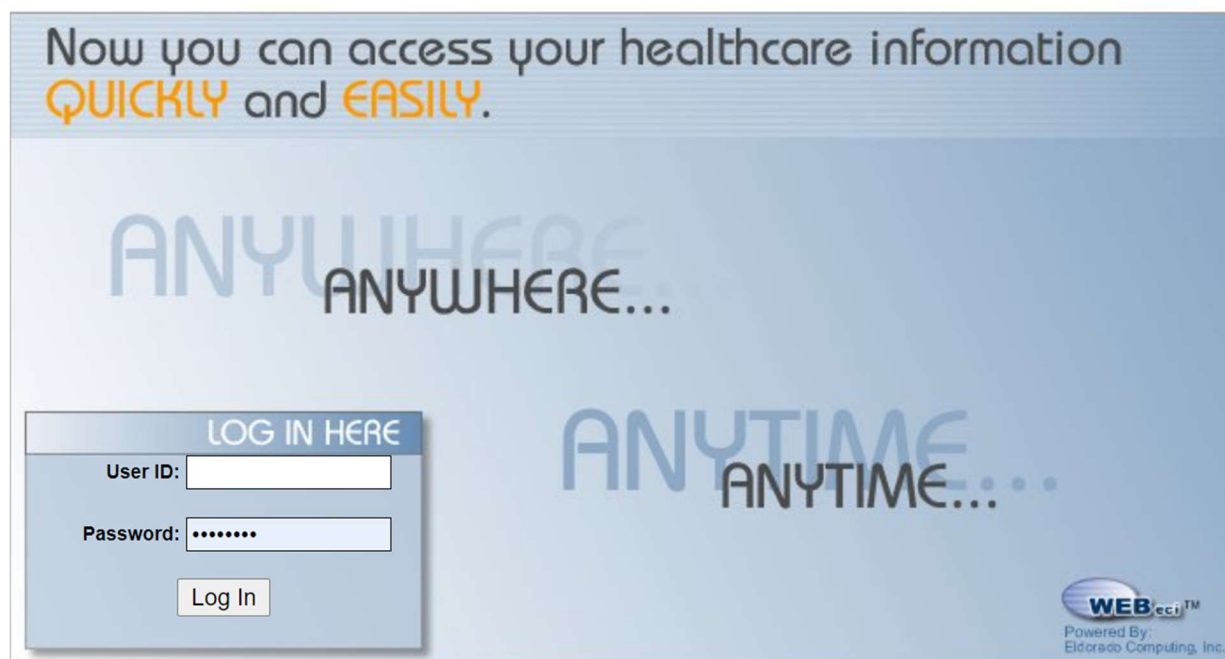 Now you can access your healthcare information
QUICKLY and EASILY.
ANYWHERE...
ANYWHERE...
ANYTIME...
ANYTIME...
LOG IN HERE
User ID:
Password: ••••••••
Log In
WEB eci™
Powered By:
Eldorado Computing, Inc.